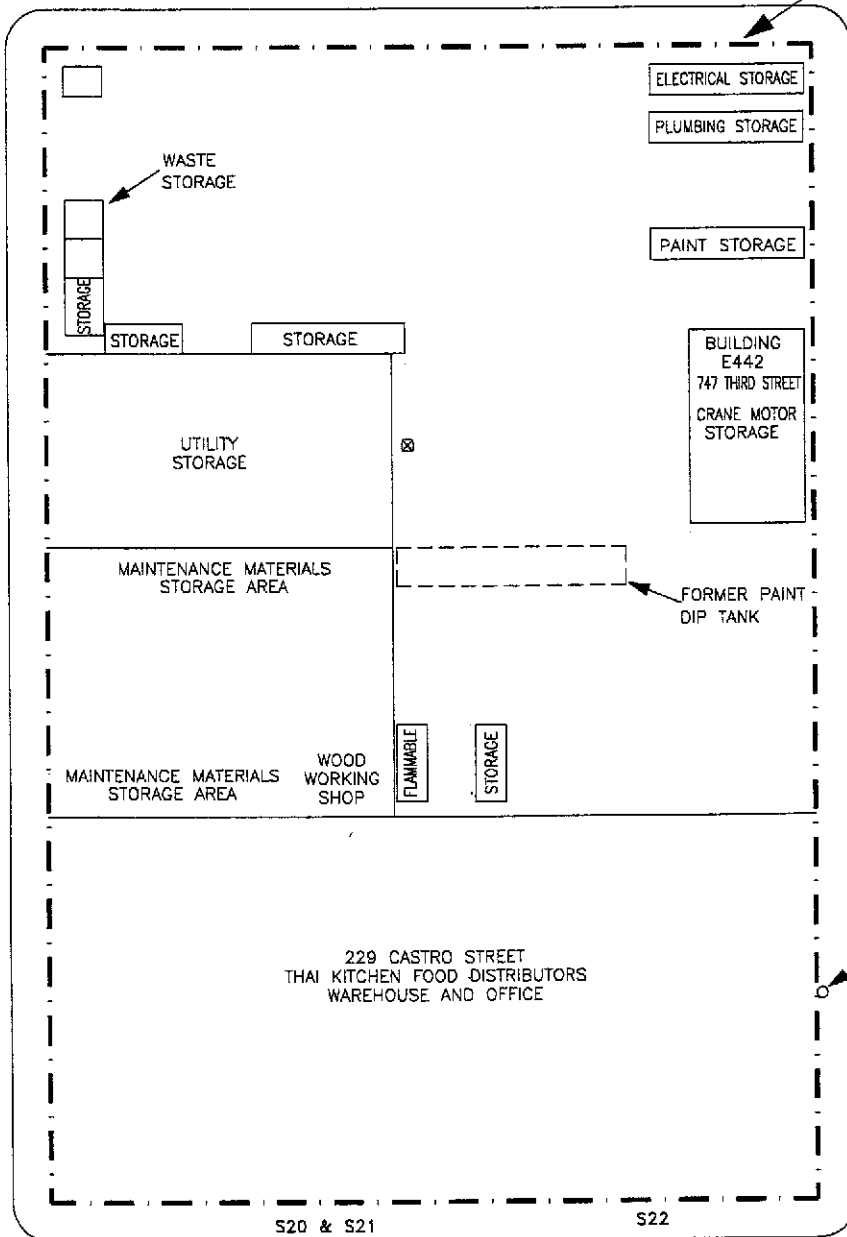 ELECTRICAL STORAGE
PLUMBING STORAGE
WASTE
STORAGE
PAINT STORAGE
STORAGE
STORAGE
STORAGE
BUILDING
E442
747 THIRD STREET
CRANE MOTOR
STORAGE
UTILITY
STORAGE
MAINTENANCE MATERIALS
STORAGE AREA
FORMER PAINT
DIP TANK
MAINTENANCE MATERIALS
STORAGE AREA
WOOD
WORKING
SHOP
FLAMMABLE
STORAGE
229 CASTRO STREET
THAI KITCHEN FOOD DISTRIBUTORS
WAREHOUSE AND OFFICE
S20 & S21
S22